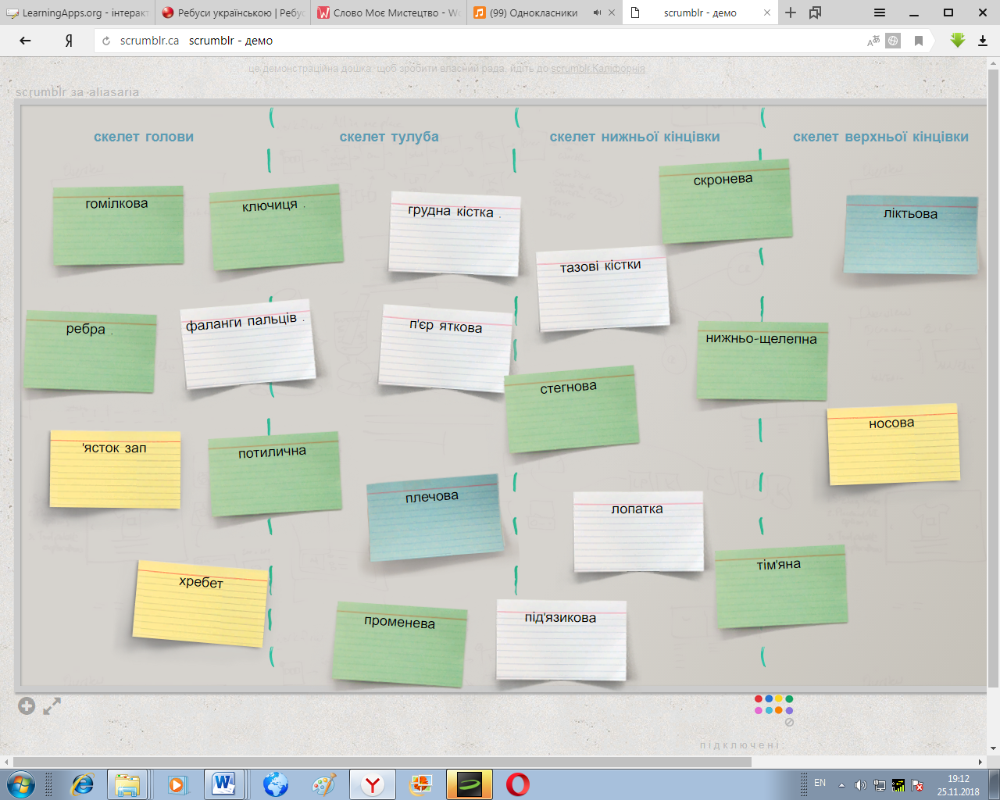 LearningApps.org - інтеракт
Ребуси українською | Ребус
Слово Моє Мистецтво - Wo
(99) Однокласники
scrumblr - демо
scrumblr.ca scrumblr - демо
це демонстраційна дошка. щоб зробити власний рада, йдіть до scrumblr.Каліфорнія
scrumblr за aliasaria
скелет голови
скелет тулуба
скелет нижньої кінцівки
скелет верхньої кінцівки
гомілкова
ключиця .
грудна кістка .
скронева
ліктьова
тазові кістки
ребра .
фаланги пальців .
п'єр яткова
нижньо-щелепна
стегнова
носова
'ясток зап
потилична
плечова
лопатка
тім'яна
хребет
променева
під'язикова
підключені:
EN
19:12
25.11.2018